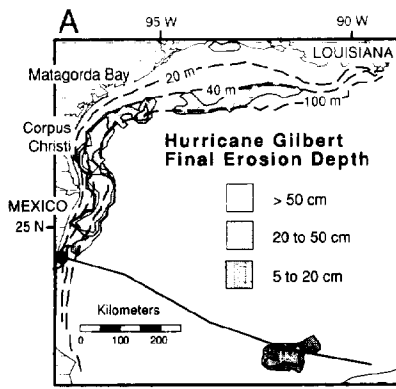 A
95 W
90 W
LOUISIANA
Matagorda Bay
20 m
40 m
100 m
Corpus
Christi
Hurricane Gilbert
Final Erosion Depth
> 50 cm
MEXICO
20 to 50 cm
25 N
5 to 20 cm
Kilometers
0
100
200